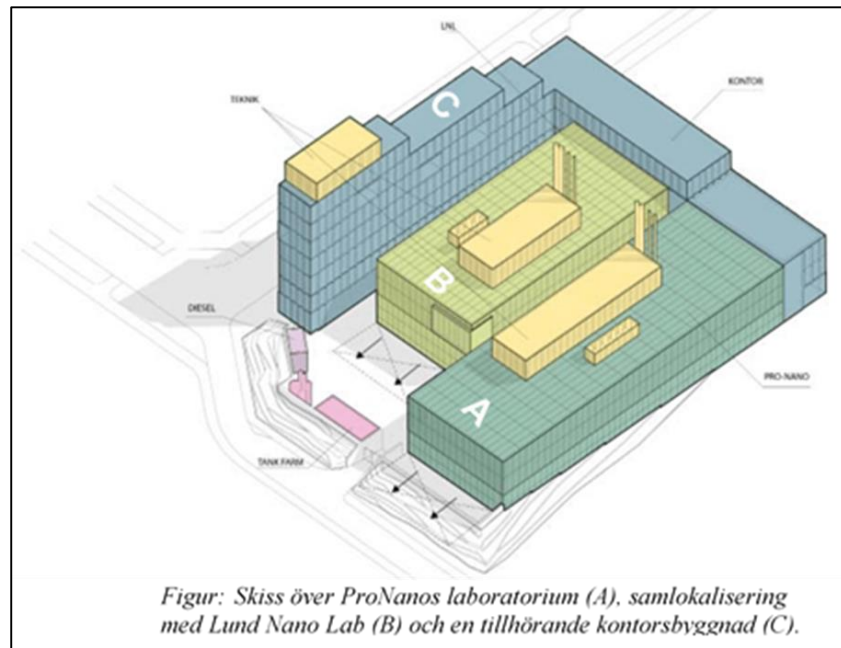 LNL
KONTOR
TEKNIK
C
B
DIESEL
A
PRO-NANO
TANK FARM
Figur: Skiss över ProNanos laboratorium (A), samlokalisering
med Lund Nano Lab (B) och en tillhörande kontorsbyggnad (C).